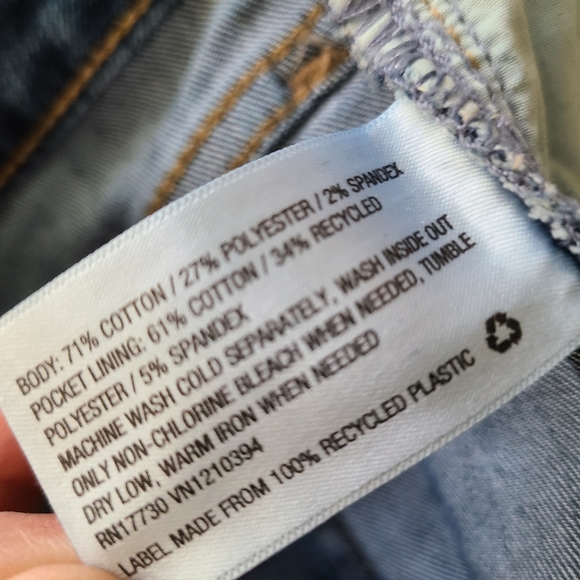 BODY: 71% COTTON / 27% POLYESTER / 2% SPANDEX
POCKET LINING: 61% COTTON / 34% RECYCLED
POLYESTER / 5% SPANDEX
MACHINE WASH COLD SEPARATELY, WASH INSIDE OUT
ONLY NON-CHLORINE BLEACH WHEN NEEDED, TUMBLE
DRY LOW, WARM IRON WHEN NEEDED
RN17730 VN1210394
LABEL MADE FROM 100% RECYCLED PLASTIC